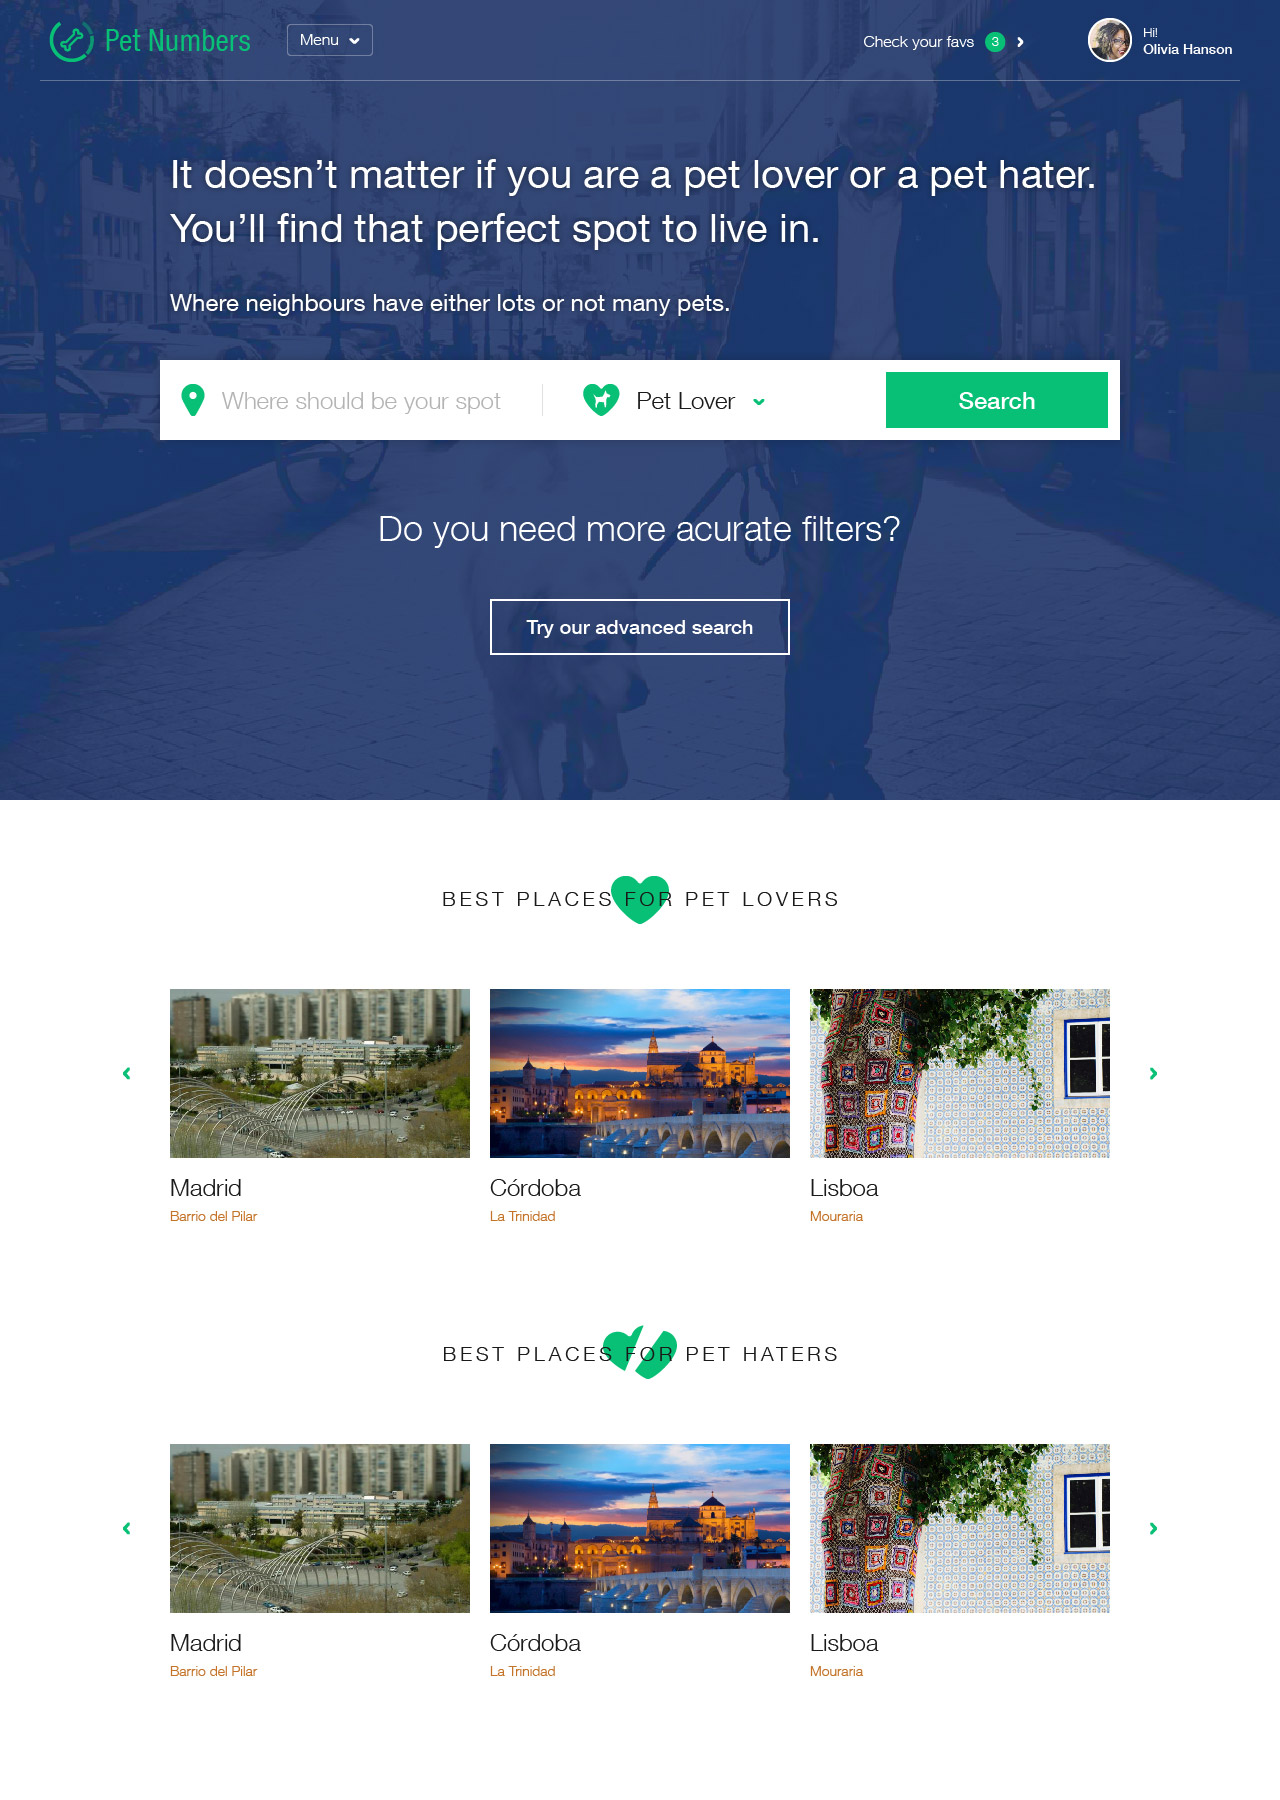 Pet Numbers
Menu
Check your favs 3
Hi!
Olivia Hanson
It doesn’t matter if you are a pet lover or a pet hater.
You’ll find that perfect spot to live in.
Where neighbours have either lots or not many pets.
Where should be your spot
Pet Lover
Search
Do you need more acurate filters?
Try our advanced search
BEST PLACES FOR PET LOVERS
Madrid
Barrio del Pilar
Córdoba
La Trinidad
Lisboa
Mouraria
BEST PLACES FOR PET HATERS
Madrid
Barrio del Pilar
Córdoba
La Trinidad
Lisboa
Mouraria